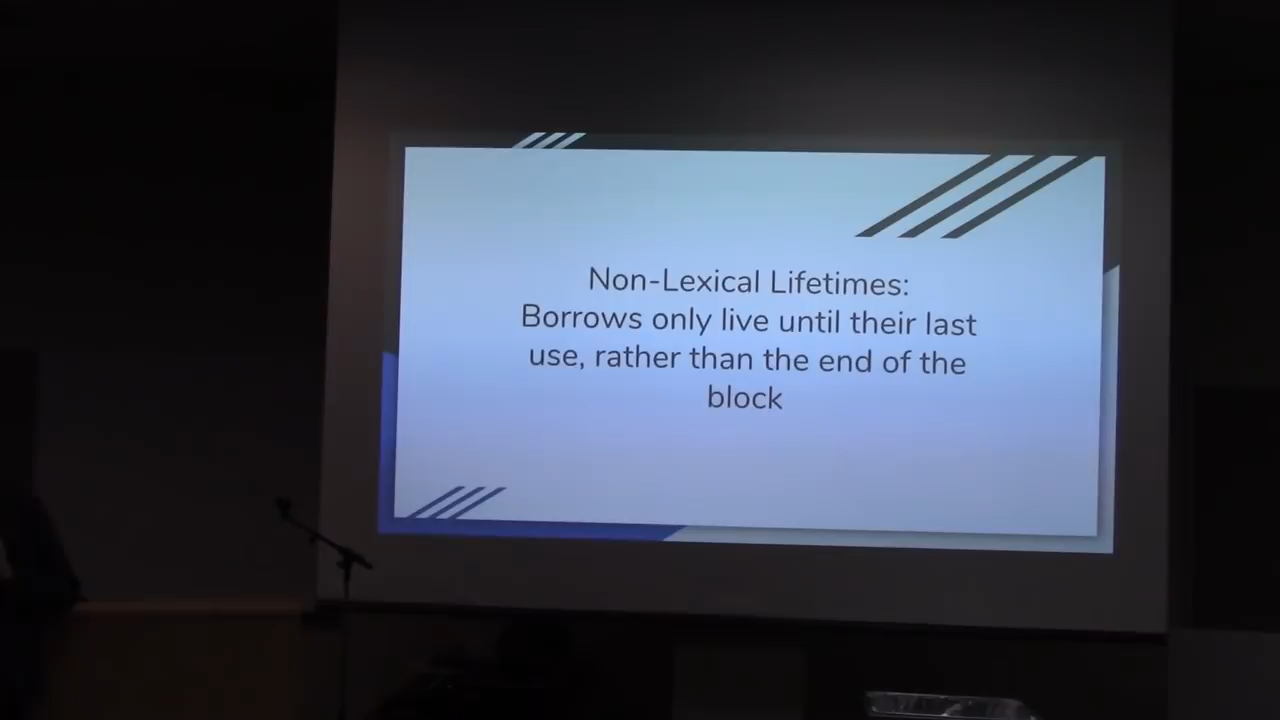 Non-Lexical Lifetimes:
Borrows only live until their last
use, rather than the end of the
block